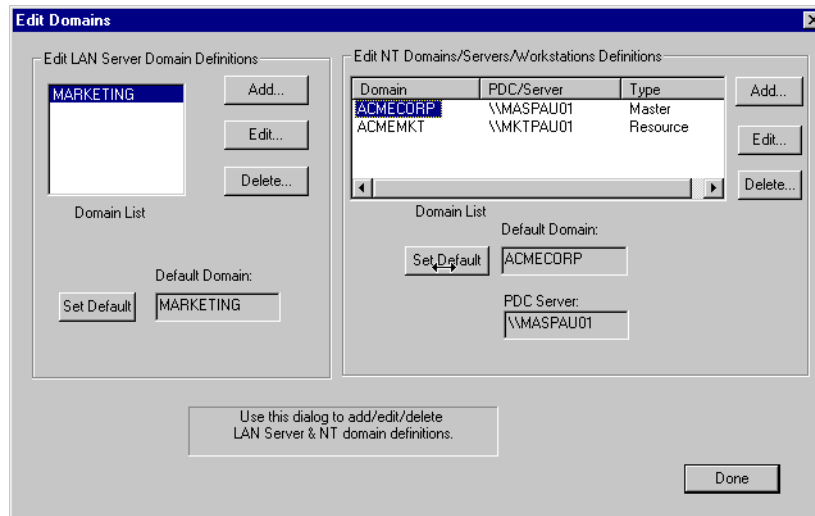 Edit Domains
Edit LAN Server Domain Definitions
MARKETING
Add...
Edit...
Delete...
Domain List
Default Domain:
Set Default
MARKETING
Edit NT Domains/Servers/Workstations Definitions
Domain PDC/Server Type
ACMECORP \\MASPAU01 Master
ACMEMKT \\MKTPAU01 Resource
Add...
Edit...
Delete...
Domain List
Default Domain:
Set Default
ACMECORP
PDC Server:
\\MASPAU01
Use this dialog to add/edit/delete
LAN Server & NT domain definitions.
Done